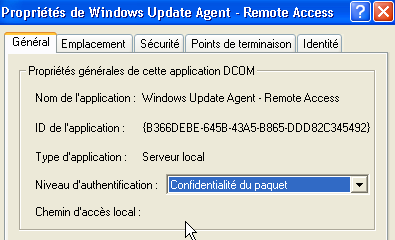 Propriétés de Windows Update Agent - Remote Access
Général Emplacement Sécurité Points de terminaison Identité
Propriétés générales de cette application DCOM
Nom de l'application : Windows Update Agent - Remote Access
ID de l'application : {B366DEBE-645B-43A5-B865-DDD82C345492}
Type d'application : Serveur local
Niveau d'authentification : Confidentialité du paquet
Chemin d'accès local :